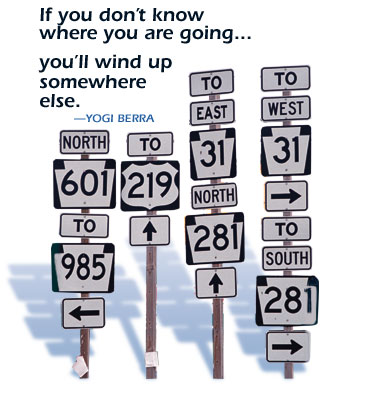 If you don't know
where you are going...
you'll wind up
somewhere
else.
—YOGI BERRA
NORTH
601
TO
985
TO
219
TO
EAST
31
NORTH
281
TO
WEST
31
TO
SOUTH
281